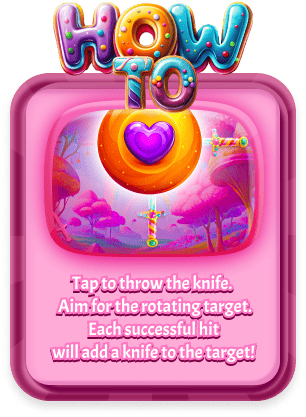 HOW
TO
Tap to throw the knife.
Aim for the rotating target.
Each successful hit
will add a knife to the target!